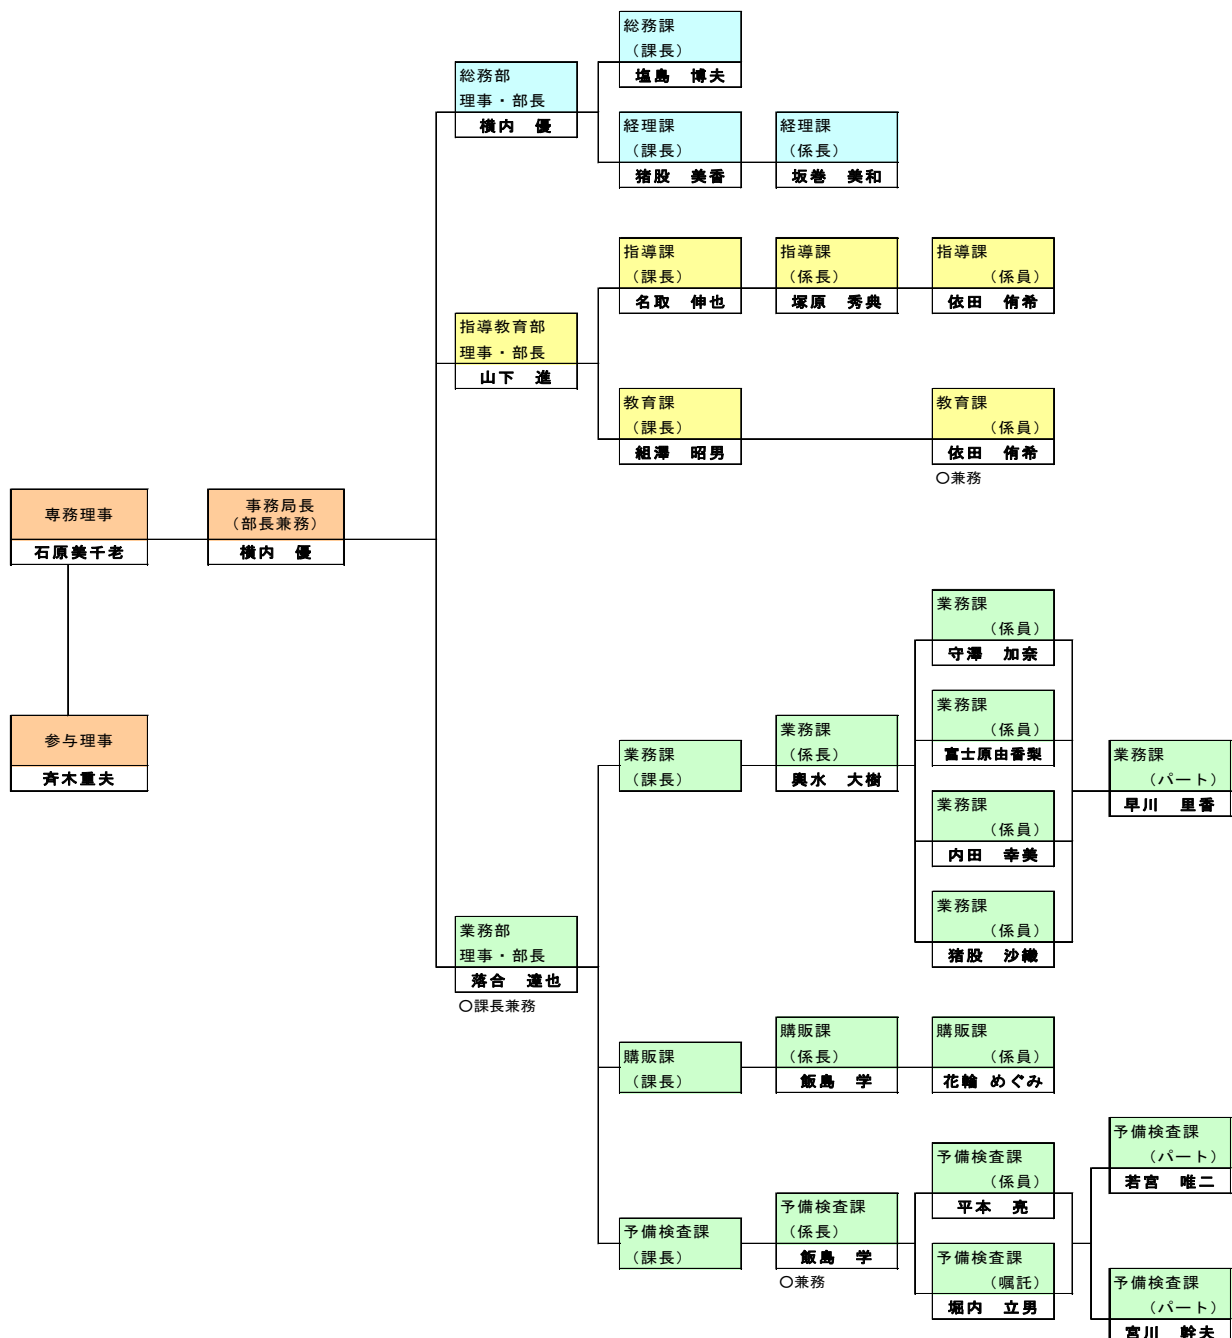 総務課
（課長）
塩島　博夫
総務部
理事・部長
横内　優
経理課
（課長）
猪股　美香
経理課
（係長）
坂巻　美和
指導課
（課長）
名取　伸也
指導課
（係長）
塚原　秀典
指導課
（係員）
依田　侑希
指導教育部
理事・部長
山下　進
教育課
（課長）
組澤　昭男
教育課
（係員）
依田　侑希
○兼務
専務理事
石原美千老
事務局長
（部長兼務）
横内　優
参与理事
斉木重夫
業務課
（係員）
守澤　加奈
業務課
（係員）
富士原由香梨
業務課
（課長）
業務課
（係長）
輿水　大樹
業務課
（パート）
早川　里香
業務課
（係員）
内田　幸美
業務課
（係員）
猪股　沙織
業務部
理事・部長
落合　達也
○課長兼務
購販課
（課長）
購販課
（係長）
飯島　学
購販課
（係員）
花輪 めぐみ
予備検査課
（パート）
若宮　唯二
予備検査課
（係員）
平本　亮
予備検査課
（課長）
予備検査課
（係長）
飯島　学
○兼務
予備検査課
（嘱託）
堀内　立男
予備検査課
（パート）
宮川　幹夫